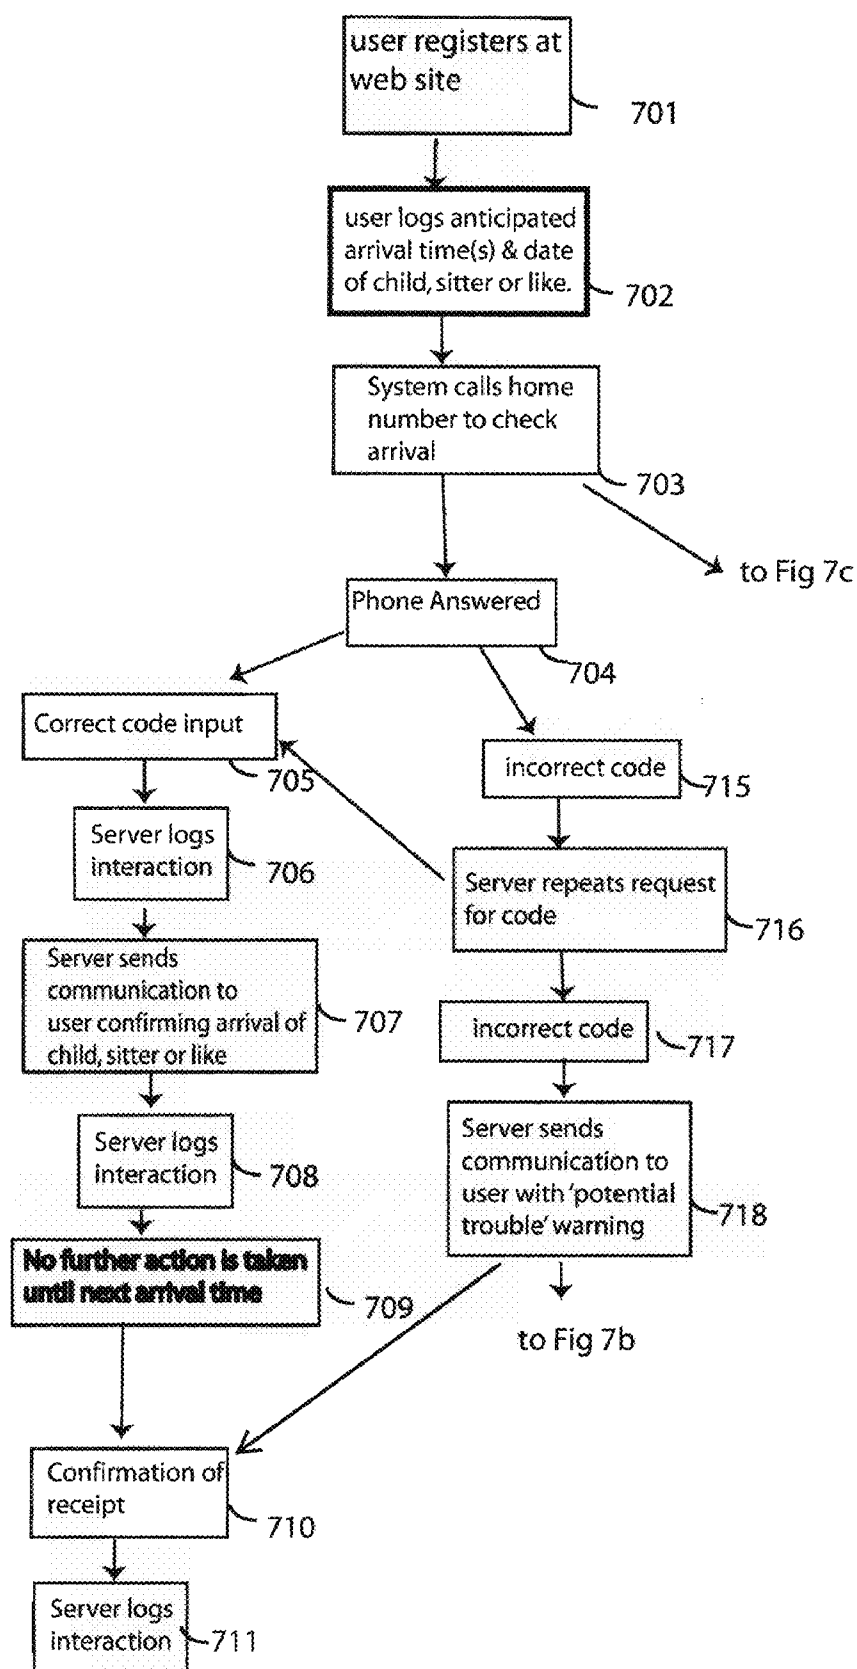 user registers at
web site
701
user logs anticipated
arrival time(s) & date
of child, sitter or like.
702
System calls home
number to check
arrival
703
to Fig 7c
Phone Answered
704
Correct code input
705
incorrect code
715
Server logs
interaction
706
Server repeats request
for code
716
Server sends
communication to
user confirming arrival of
child, sitter or like
707
incorrect code
717
Server logs
interaction
708
Server sends
communication to
user with 'potential
trouble' warning
718
No further action is taken
until next arrival time
709
to Fig 7b
Confirmation of
receipt
710
Server logs
interaction
711